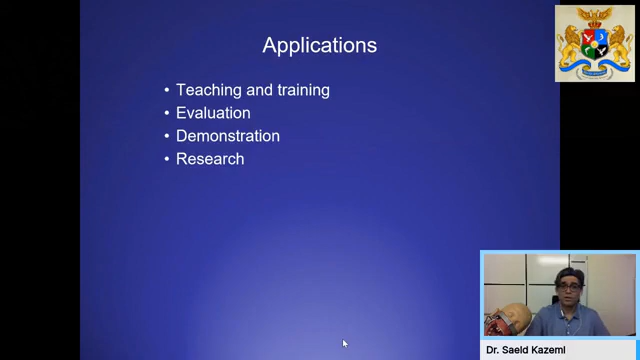 Applications
• Teaching and training
• Evaluation
• Demonstration
• Research
Dr. Saeid Kazemi